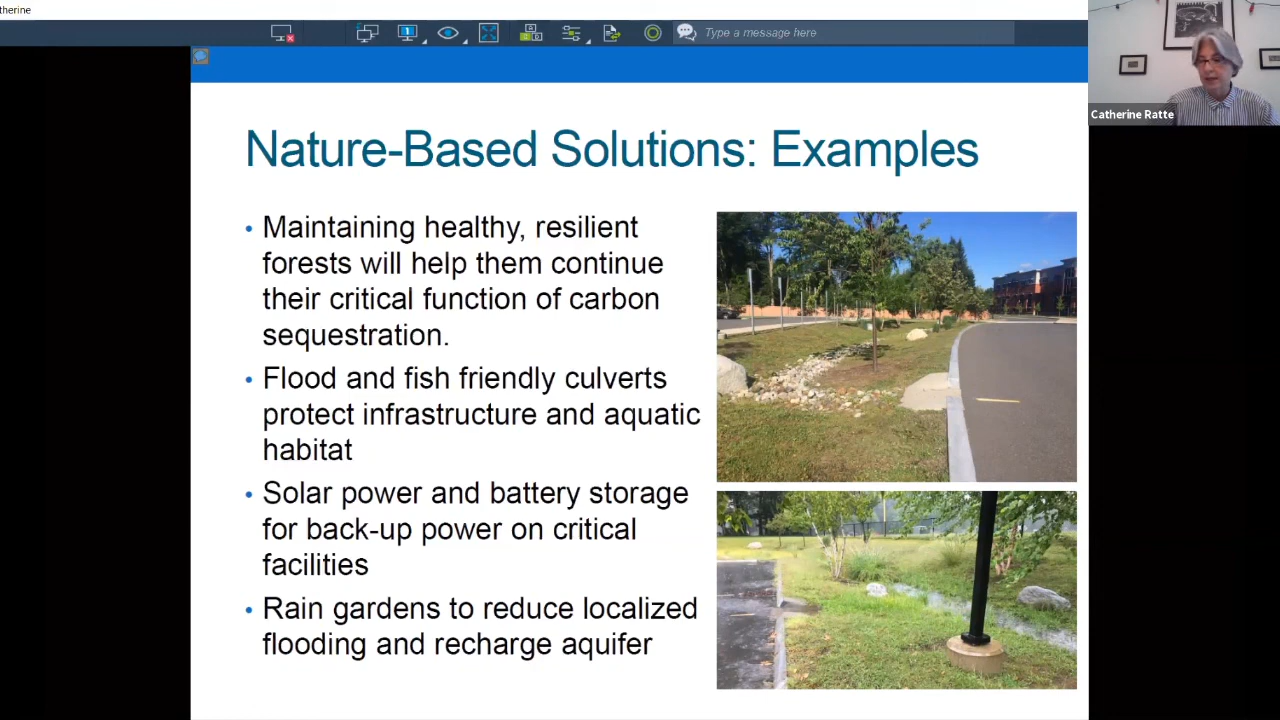 therine
1
Type a message here
Catherine Ratte
Nature-Based Solutions: Examples
• Maintaining healthy, resilient
forests will help them continue
their critical function of carbon
sequestration.
• Flood and fish friendly culverts
protect infrastructure and aquatic
habitat
• Solar power and battery storage
for back-up power on critical
facilities
• Rain gardens to reduce localized
flooding and recharge aquifer